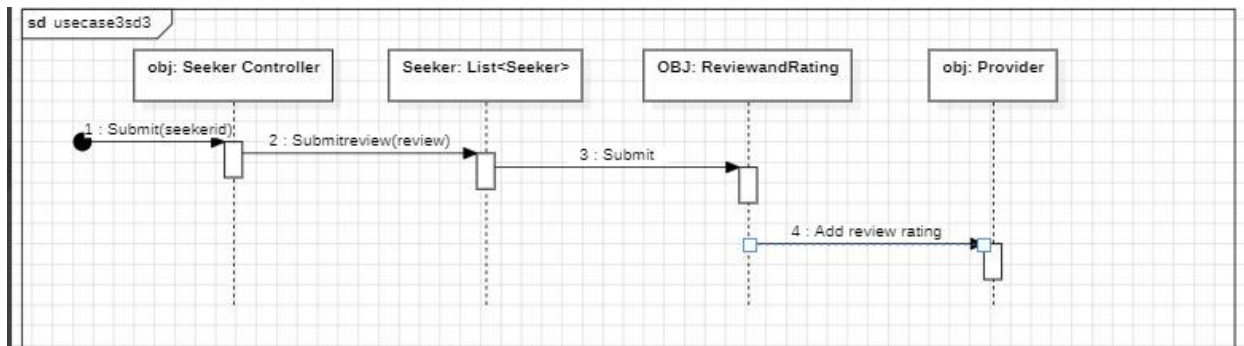 sd usecase3sd3
obj: Seeker Controller
Seeker: List<Seeker>
OBJ: ReviewandRating
obj: Provider
1 : Submit(seekerid)
2 : Submitreview(review)
3 : Submit
4 : Add review rating